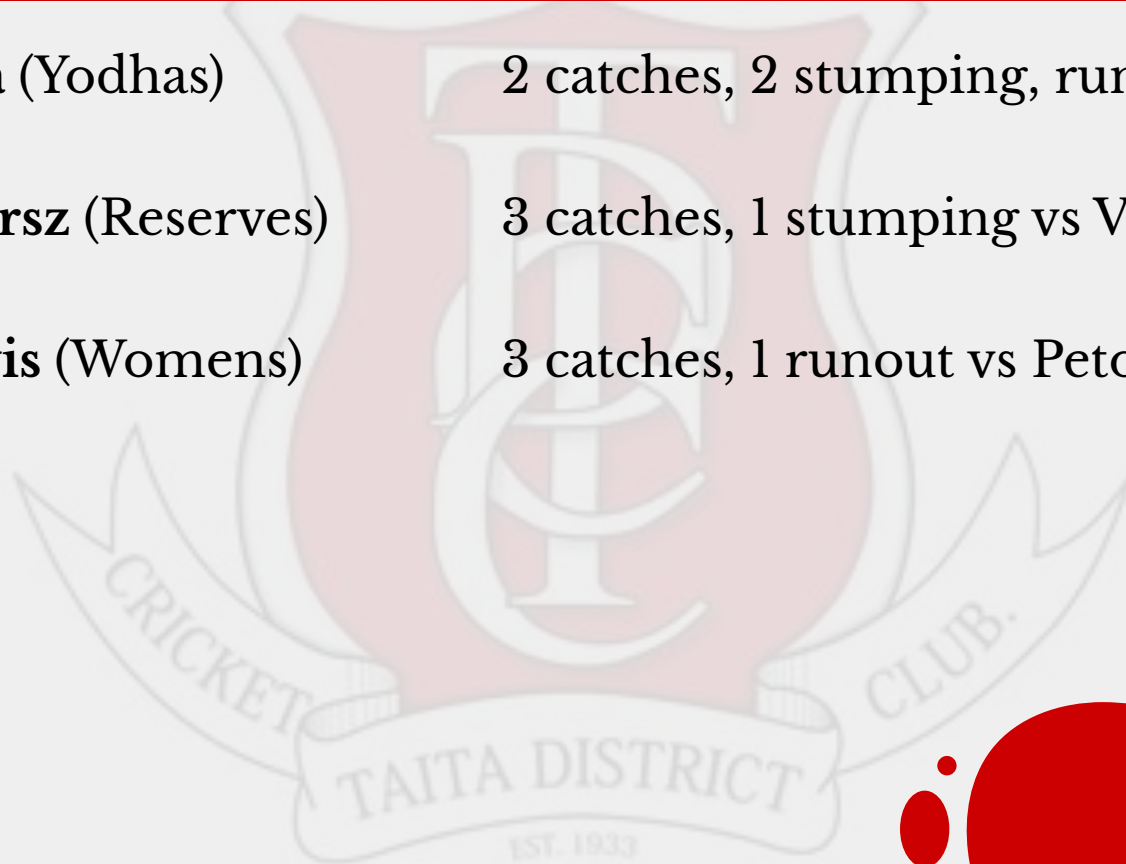 (Yodhas) 2 catches, 2 stumping,
(Reserves) 3 catches, 1 stumping vs
(Womens) 3 catches, 1 runout vs
CRICKET
CLUB.
TAITA DISTRICT
EST. 1933